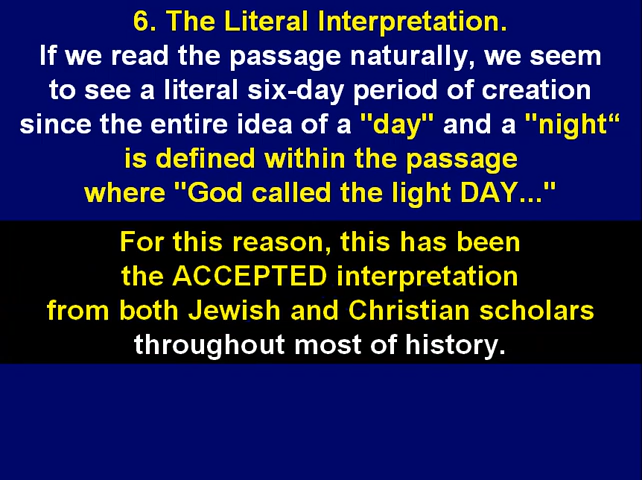 6. The Literal Interpretation.
If we read the passage naturally, we seem
to see a literal six-day period of creation
since the entire idea of a "day" and a "night“
is defined within the passage
where "God called the light DAY..."
For this reason, this has been
the ACCEPTED interpretation
from both Jewish and Christian scholars
throughout most of history.